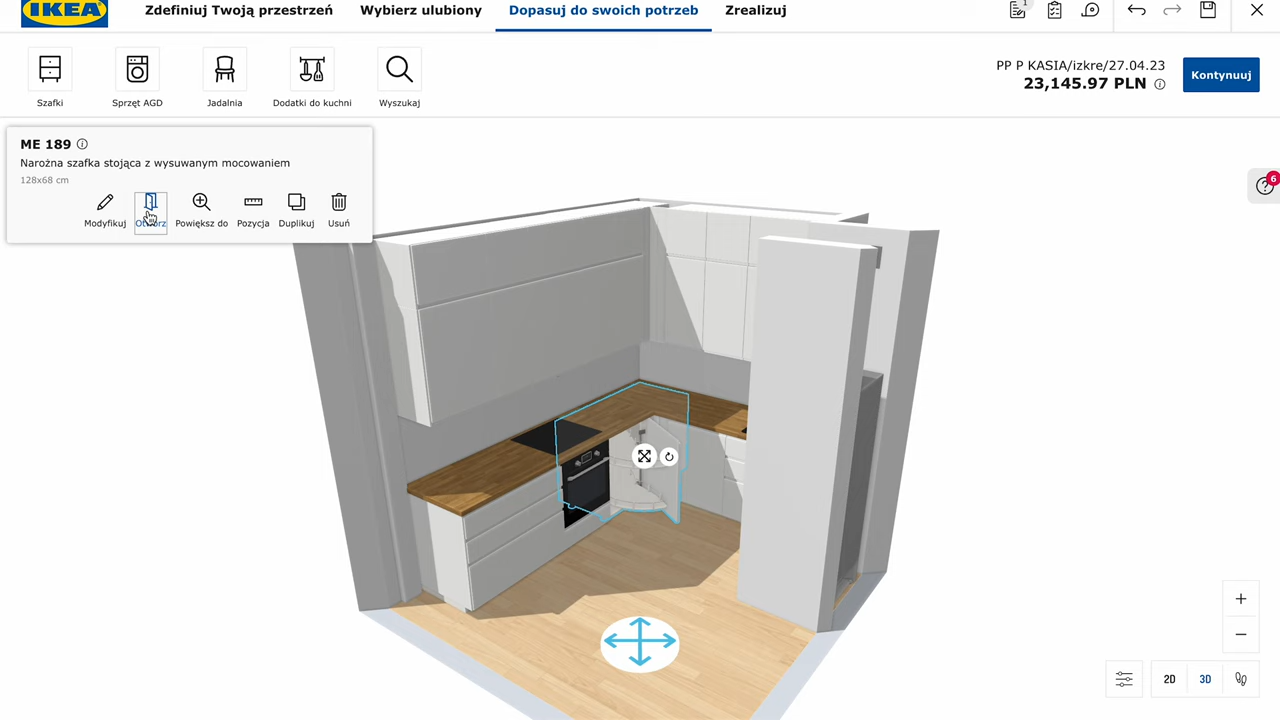 IKEA
Zdefiniuj Twoją przestrzeń
Wybierz ulubiony
Dopasuj do swoich potrzeb
Zrealizuj
1
Szafki
Sprzęt AGD
Jadalnia
Dodatki do kuchni
Wyszukaj
PP P KASIA/izkre/27.04.23
23,145.97 PLN
Kontynuuj
ME 189
Narożna szafka stojąca z wysuwanym mocowaniem
128x68 cm
Modyfikuj
Otwórz
Powiększ do
Pozycja
Duplikuj
Usuń
6
2D
3D